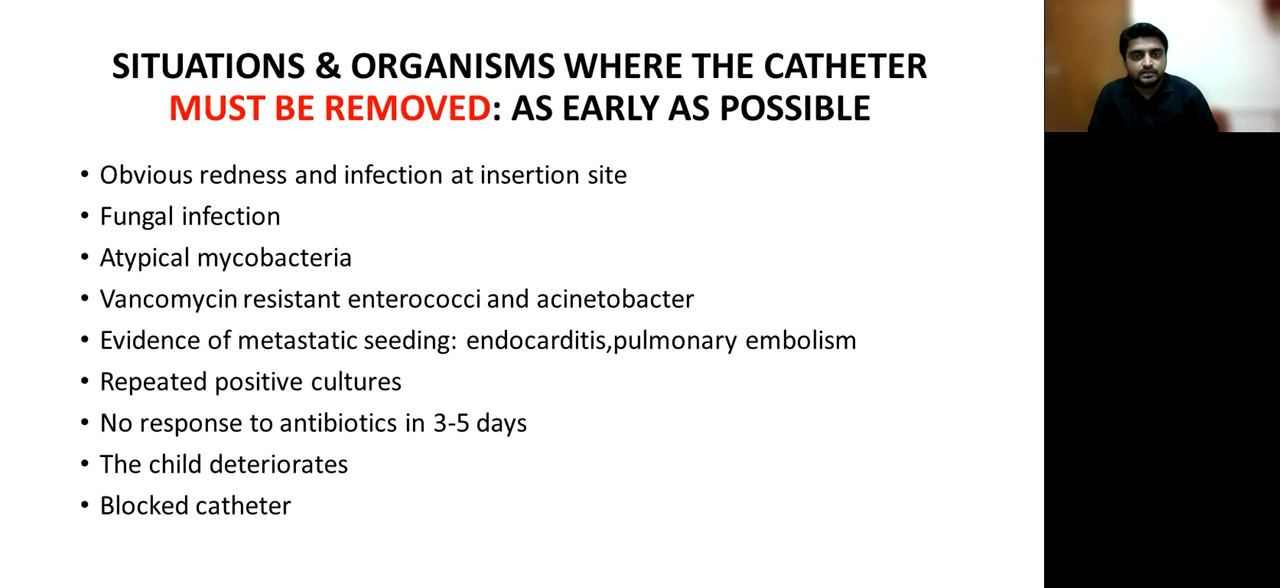 SITUATIONS & ORGANISMS WHERE THE CATHETER
MUST BE REMOVED: AS EARLY AS POSSIBLE
• Obvious redness and infection at insertion site
• Fungal infection
• Atypical mycobacteria
• Vancomycin resistant enterococci and acinetobacter
• Evidence of metastatic seeding: endocarditis,pulmonary embolism
• Repeated positive cultures
• No response to antibiotics in 3-5 days
• The child deteriorates
• Blocked catheter